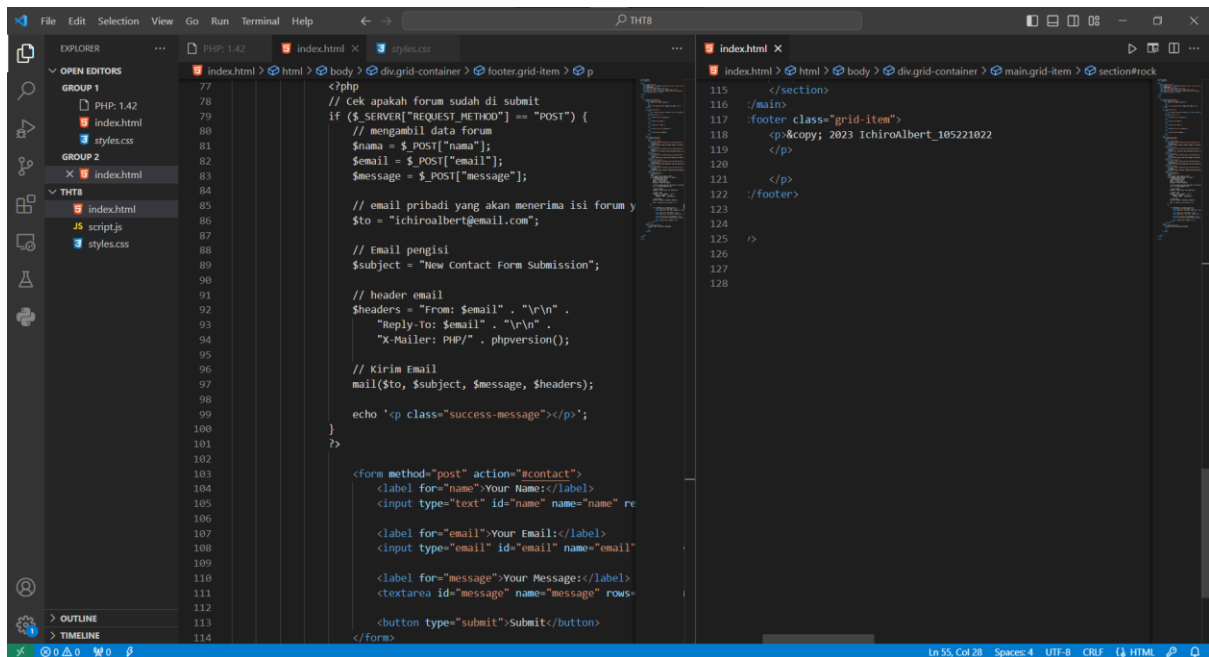 File Edit Selection View Go Run Terminal Help
THT8
EXPLORER
OPEN EDITORS
GROUP 1
PHP: 1.42
index.html
styles.css
GROUP 2
index.html
THT8
index.html
JS script.js
styles.css
OUTLINE
TIMELINE
PHP: 1.42 index.html styles.css
index.html > html > body > div.grid-container > footer.grid-item > p
77 <?php
78 // Cek apakah forum sudah di submit
79 if ($_SERVER["REQUEST_METHOD"] == "POST") {
80 // mengambil data forum
81 $nama = $_POST["nama"];
82 $email = $_POST["email"];
83 $message = $_POST["message"];
84
85 // email pribadi yang akan menerima isi forum y
86 $to = "ichiroalbert@email.com";
87
88 // Email pengisi
89 $subject = "New Contact Form Submission";
90
91 // header email
92 $headers = "From: $email" . "\r\n" .
93 "Reply-To: $email" . "\r\n" .
94 "X-Mailer: PHP/" . phpversion();
95
96 // Kirim Email
97 mail($to, $subject, $message, $headers);
98
99 echo '<p class="success-message"></p>';
100 }
101 ?>
102
103 <form method="post" action="#contact">
104 <label for="name">Your Name:</label>
105 <input type="text" id="name" name="name" re
106
107 <label for="email">Your Email:</label>
108 <input type="email" id="email" name="email"
109
110 <label for="message">Your Message:</label>
111 <textarea id="message" name="message" rows=
112
113 <button type="submit">Submit</button>
114 </form>
index.html
index.html > html > body > div.grid-container > main.grid-item > section#rock
115 </section>
116 :/main>
117 :footer class="grid-item">
118 <p>&copy; 2023 IchiroAlbert_105221022
119 </p>
120
121 </p>
122 :/footer>
123
124
125 />
126
127
128
0 0 0
Ln 55, Col 28 Spaces: 4 UTF-8 CRLF HTML
1